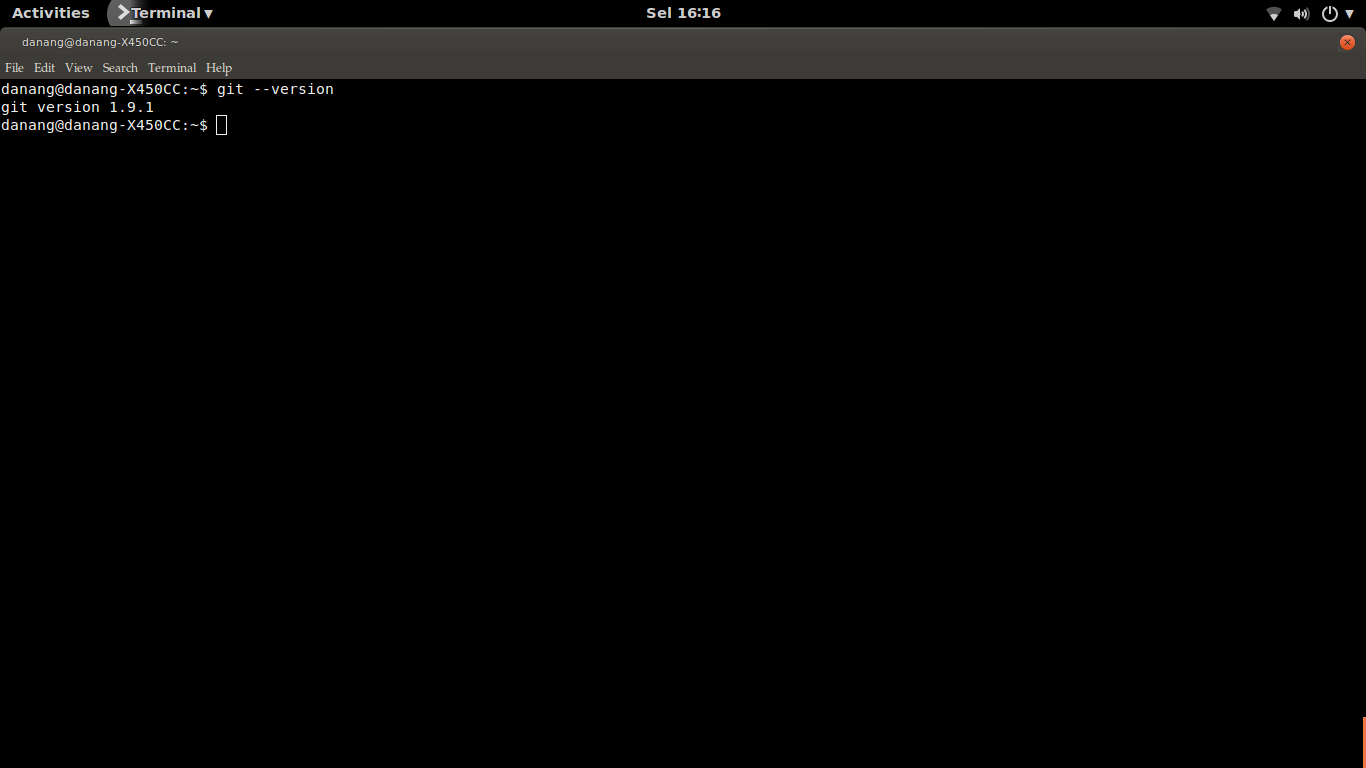 Activities Terminal Sel 16:16
danang@danang-X450CC: ~
File Edit View Search Terminal Help
danang@danang-X450CC:~$ git --version
git version 1.9.1
danang@danang-X450CC:~$